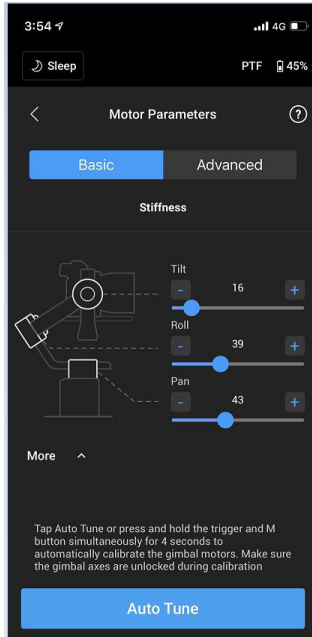 3:54 4G
Sleep PTF 45%
Motor Parameters ?
Basic Advanced
Stiffness
Tilt
- 16 +
Roll
- 39 +
Pan
- 43 +
More
Tap Auto Tune or press and hold the trigger and M
button simultaneously for 4 seconds to
automatically calibrate the gimbal motors. Make sure
the gimbal axes are unlocked during calibration
Auto Tune